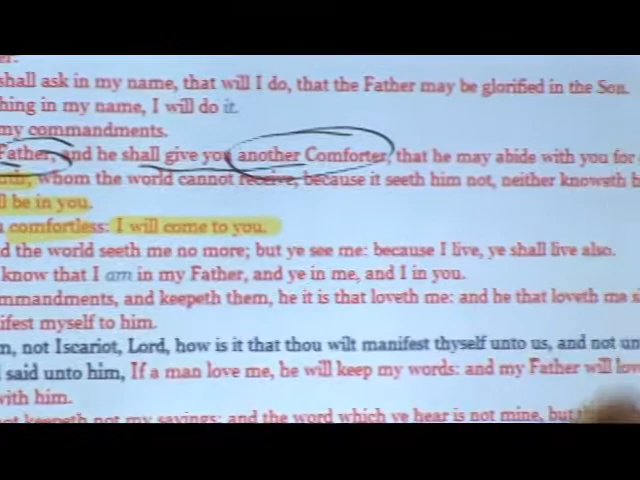 shall ask in my name, that will I do, that the Father may be glorified in the Son.
hing in my name, I will do it.
my commandments.
Father, and he shall give you another Comforter, that he may abide with you for
whom the world cannot receive, because it seeth him not, neither knoweth
ll be in you.
comfortless: I will come to you.
d the world seeth me no more; but ye see me: because I live, ye shall live also.
know that I am in my Father, and ye in me, and I in you.
mmandments, and keepeth them, he it is that loveth me: and he that loveth me
ifest myself to him.
n, not Iscariot, Lord, how is it that thou wilt manifest thyself unto us, and not
said unto him, If a man love me, he will keep my words: and my Father will
with him.
keepeth not my sayings: and the word which ye hear is not mine, but